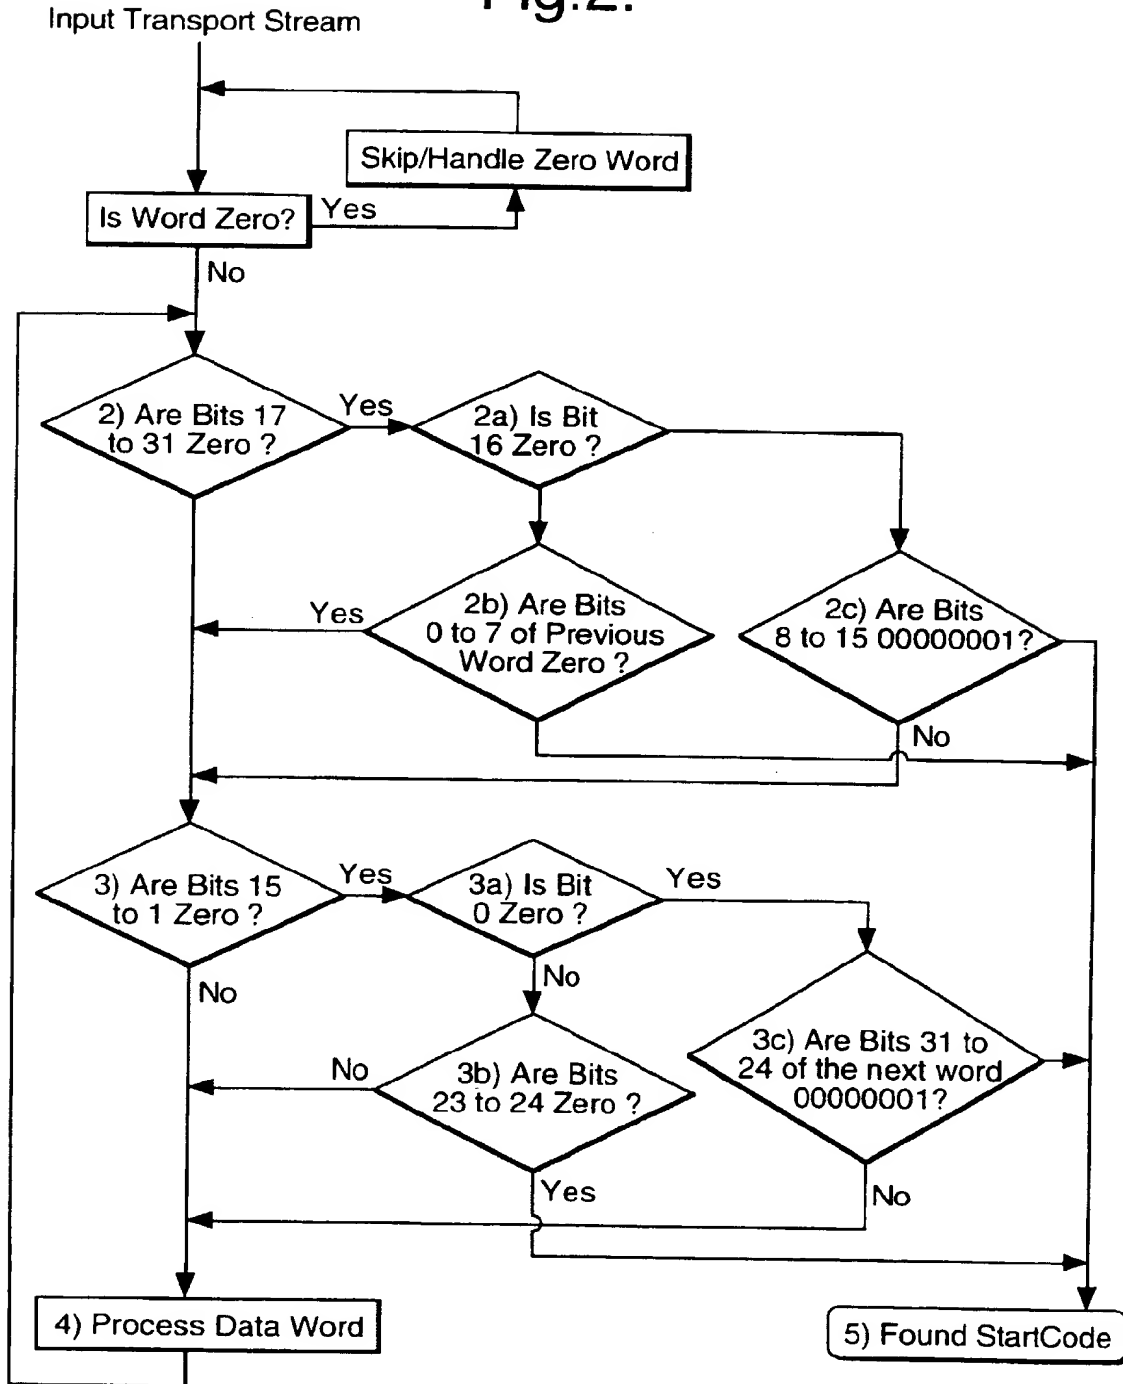 Fig.2.
Input Transport Stream
Skip/Handle Zero Word
Is Word Zero?
Yes
No
2) Are Bits 17
to 31 Zero ?
Yes
2a) Is Bit
16 Zero ?
2b) Are Bits
0 to 7 of Previous
Word Zero ?
Yes
2c) Are Bits
8 to 15 00000001?
No
3) Are Bits 15
to 1 Zero ?
Yes
3a) Is Bit
0 Zero ?
Yes
No
No
3b) Are Bits
23 to 24 Zero ?
No
Yes
3c) Are Bits 31 to
24 of the next word
00000001?
No
4) Process Data Word
5) Found StartCode